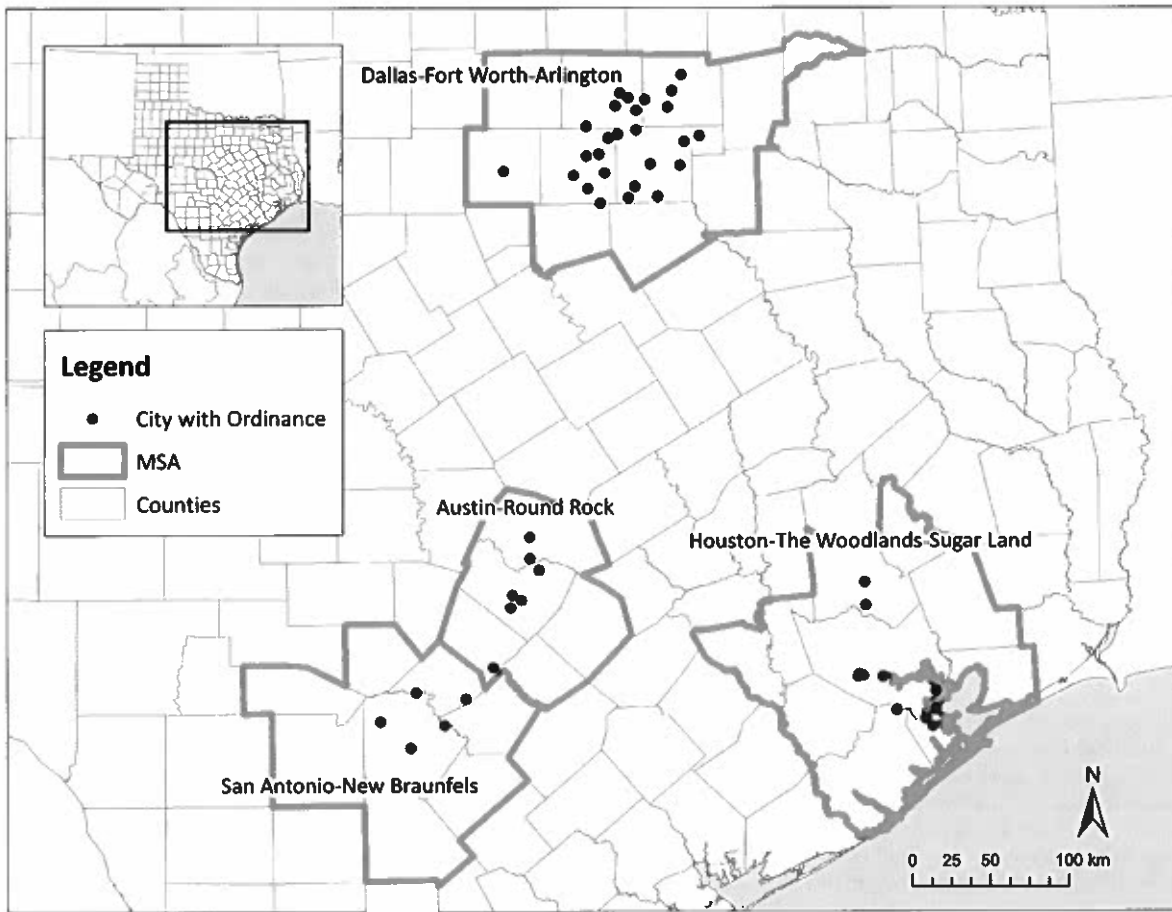 Dallas-Fort Worth-Arlington
Legend
City with Ordinance
MSA
Counties
Austin-Round Rock
Houston-The Woodlands-Sugar Land
San Antonio-New Braunfels
N
0 25 50 100 km